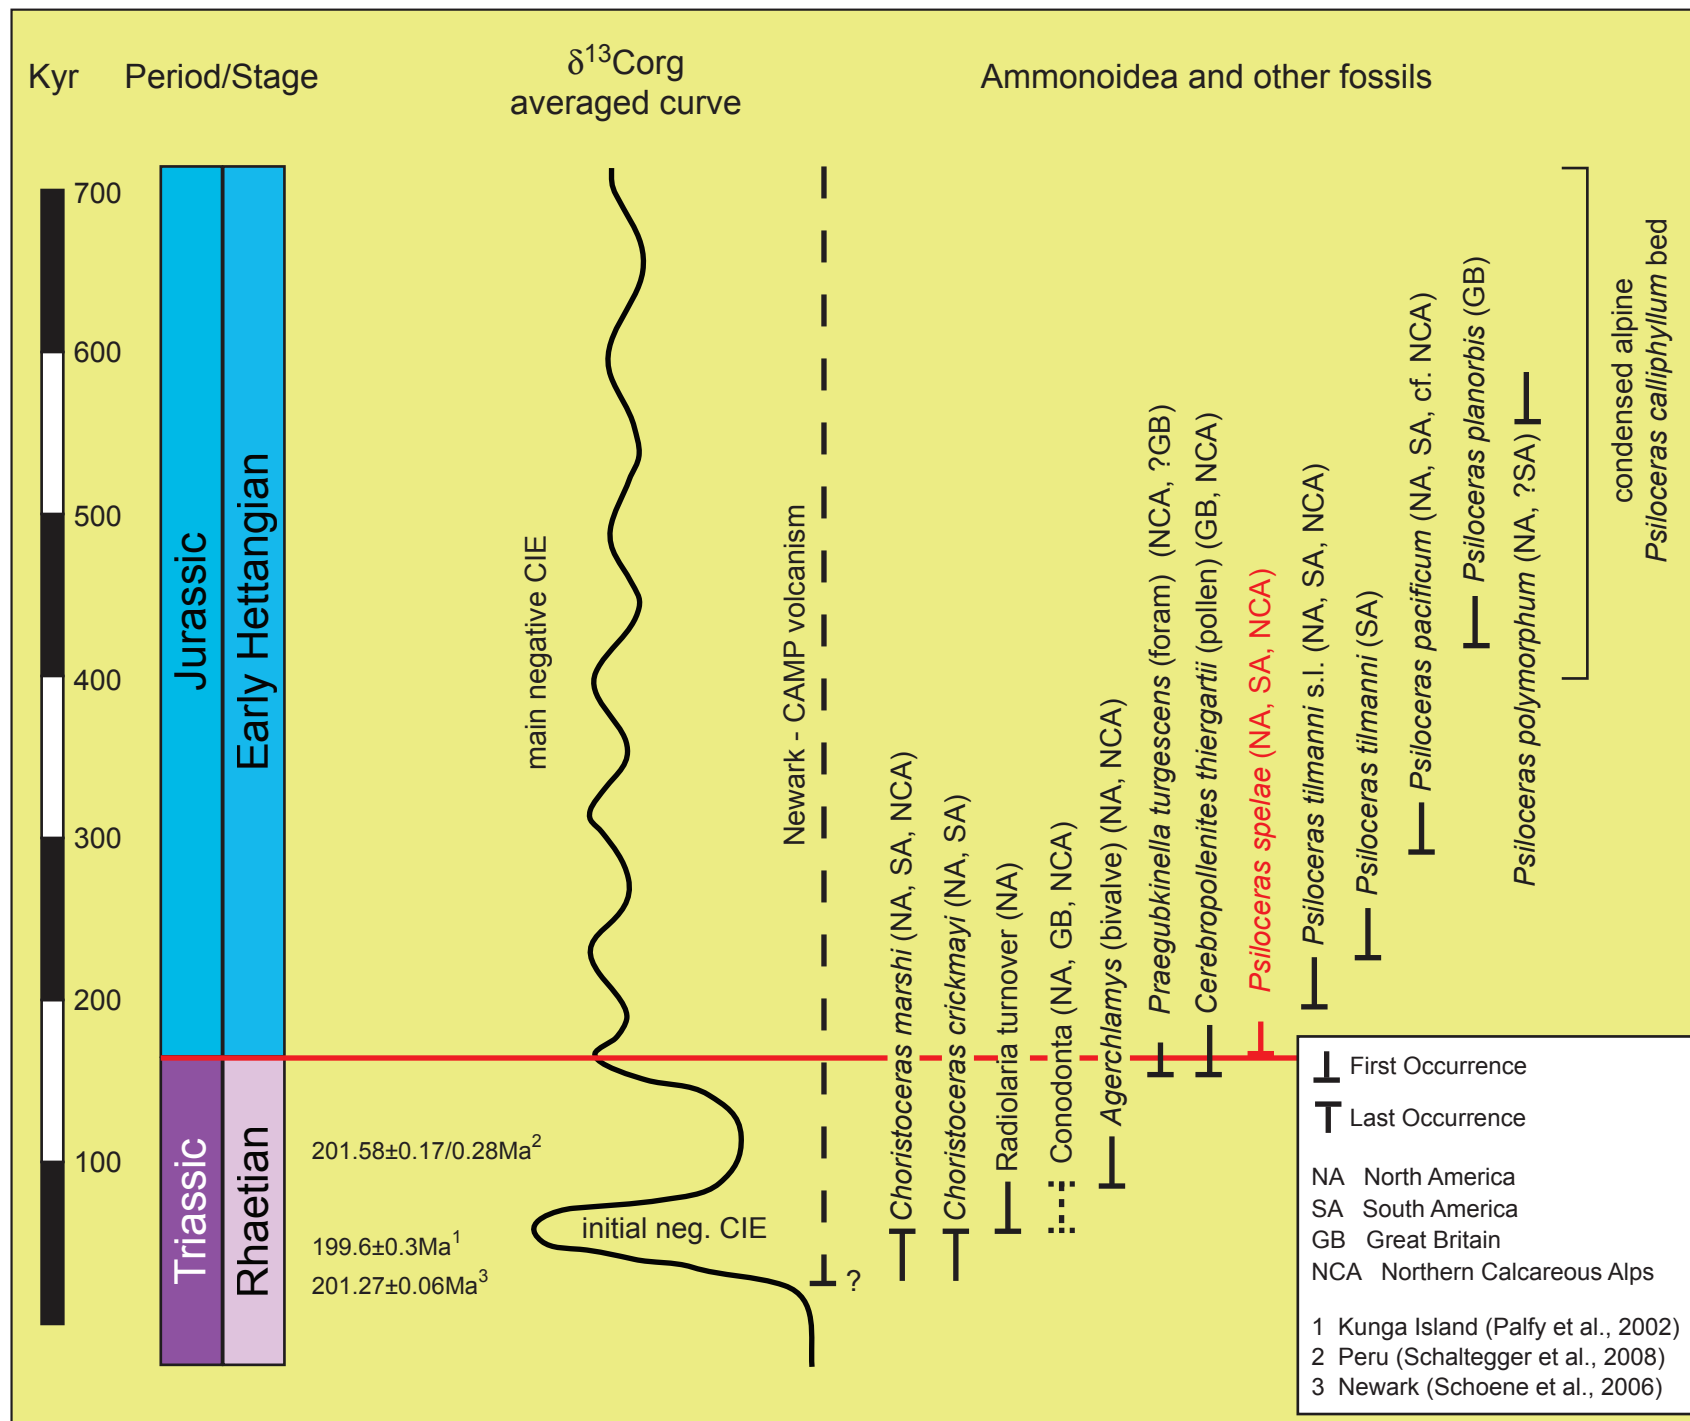 Kyr
Period/Stage
δ13Corg
averaged curve
Ammonoidea and other fossils
700
600
500
400
300
200
100
Jurassic
Early Hettangian
Triassic
Rhaetian
201.58±0.17/0.28Ma2
199.6±0.3Ma1
201.27±0.06Ma3
main negative CIE
initial neg. CIE
Newark - CAMP volcanism
?
Choristoceras marshi (NA, SA, NCA)
Choristoceras crickmayi (NA, SA)
Radiolaria turnover (NA)
Conodonta (NA, GB, NCA)
Agerchlamys (bivalve) (NA, NCA)
Praegubkinella turgescens (foram) (NCA, ?GB)
Cerebropollenites thiergartii (pollen) (GB, NCA)
Psiloceras spelae (NA, SA, NCA)
Psiloceras tilmanni s.l. (NA, SA, NCA)
Psiloceras tilmanni (SA)
Psiloceras pacificum (NA, SA, cf. NCA)
Psiloceras planorbis (GB)
Psiloceras polymorphum (NA, ?SA)
condensed alpine
Psiloceras calliphyllum bed
First Occurrence
Last Occurrence
NA North America
SA South America
GB Great Britain
NCA Northern Calcareous Alps
1 Kunga Island (Palfy et al., 2002)
2 Peru (Schaltegger et al., 2008)
3 Newark (Schoene et al., 2006)